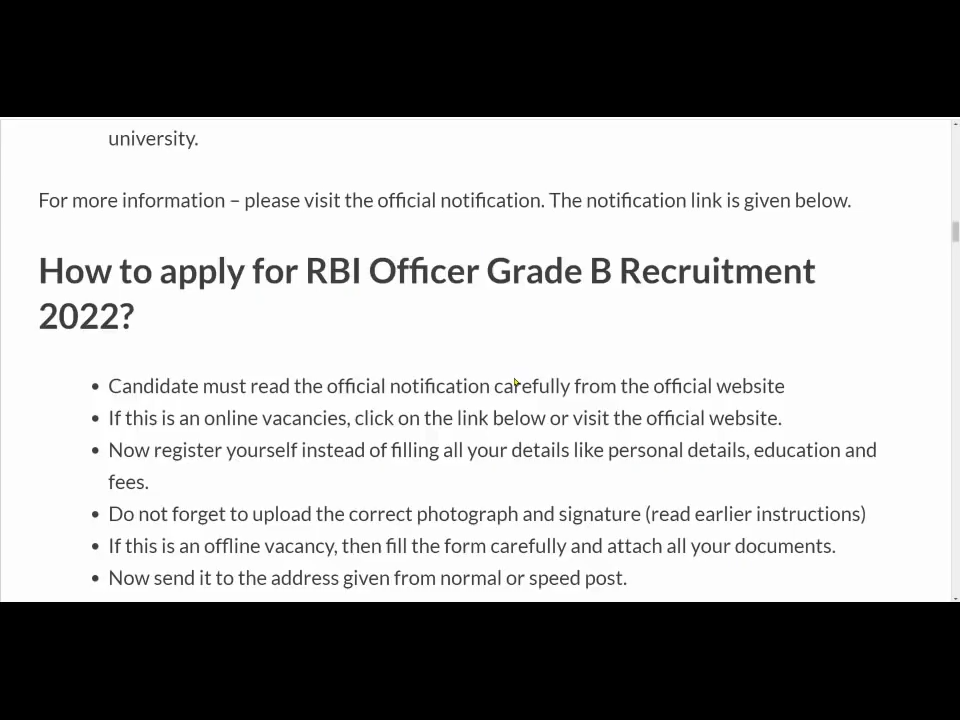 university.
For more information – please visit the official notification. The notification link is given below.
How to apply for RBI Officer Grade B Recruitment
2022?
• Candidate must read the official notification carefully from the official website
• If this is an online vacancies, click on the link below or visit the official website.
• Now register yourself instead of filling all your details like personal details, education and
fees.
• Do not forget to upload the correct photograph and signature (read earlier instructions)
• If this is an offline vacancy, then fill the form carefully and attach all your documents.
• Now send it to the address given from normal or speed post.